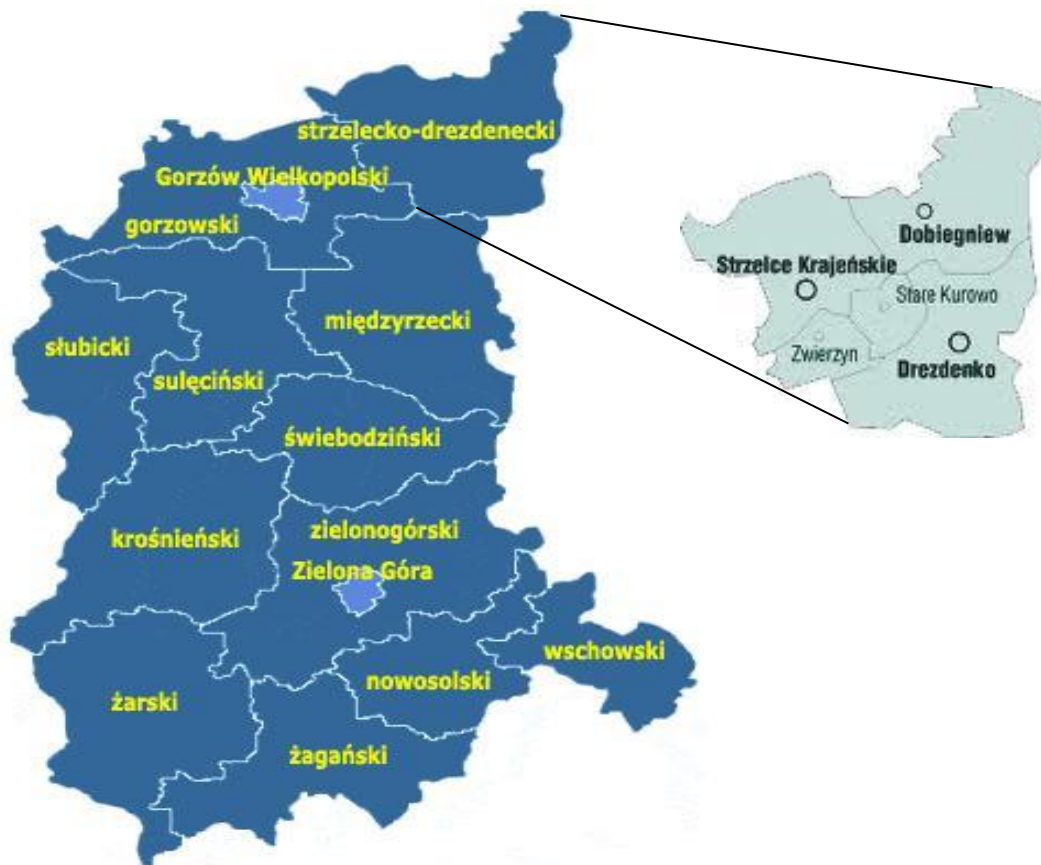 strzelecko-drezdenecki
Gorzów Wielkopolski
gorzowski
międzyrzecki
słubicki
sulęciński
świebodziński
zielonogórski
krośnieński
Zielona Góra
wschowski
nowosolski
żarski
żagański
Dobiegniew
Strzelce Krajeńskie
Stare Kurowo
Zwierzyn
Drezdenko